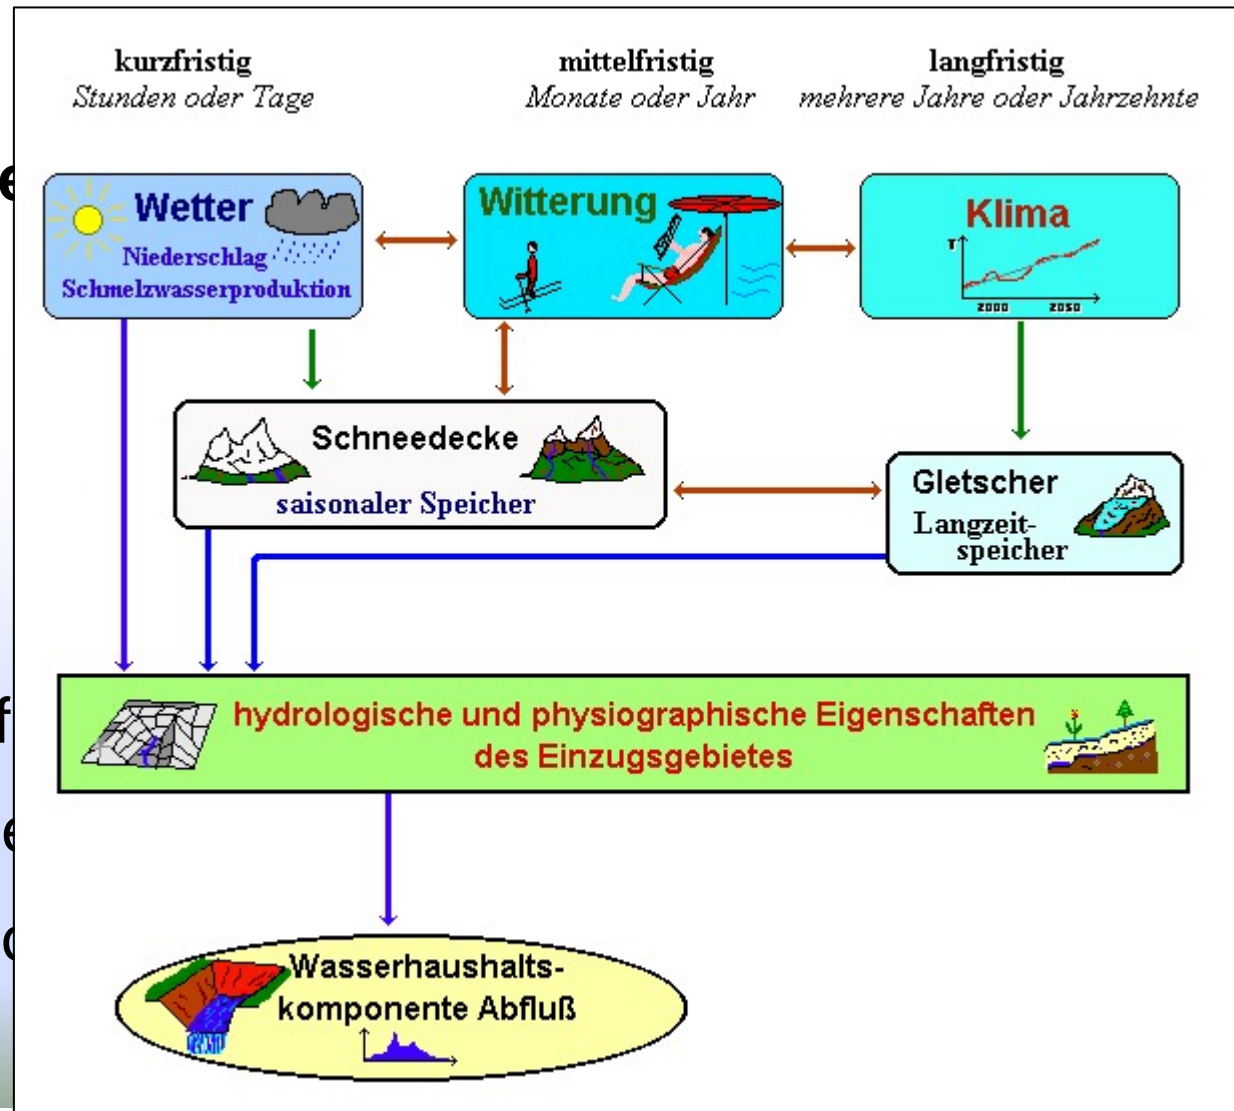 kurzfristig
Stunden oder Tage
mittelfristig
Monate oder Jahr
langfristig
mehrere Jahre oder Jahrzehnte
Wetter
Niederschlag
Schmelzwasserproduktion
Witterung
Klima
T
2000 2050
Schneedecke
saisonaler Speicher
Gletscher
Langzeit-
speicher
hydrologische und physiographische Eigenschaften
des Einzugsgebietes
Wasserhaushalts-
komponente Abfluß